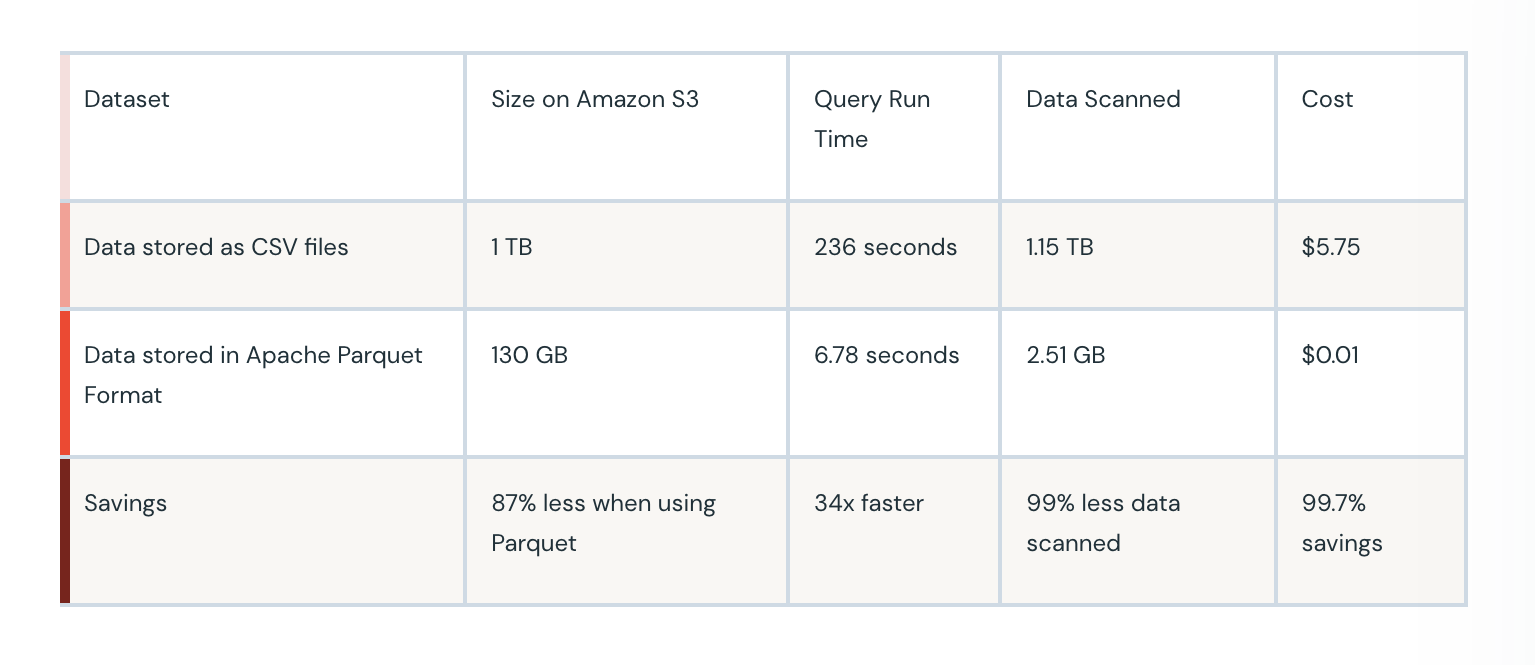 Dataset
Size on Amazon S3
Query Run
Time
Data Scanned
Cost
Data stored as CSV files
1 TB
236 seconds
1.15 TB
$5.75
Data stored in Apache Parquet
Format
130 GB
6.78 seconds
2.51 GB
$0.01
Savings
87% less when using
Parquet
34x faster
99% less data
scanned
99.7%
savings